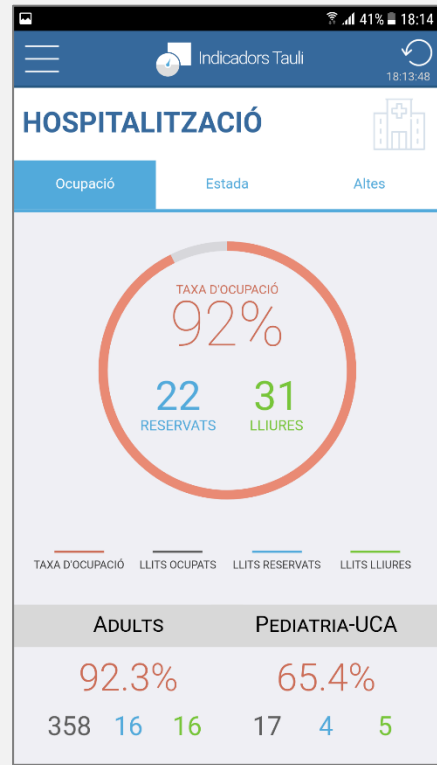 41% 18:14
Indicadors Tauli
18:13:48
HOSPITALITZACIÓ
Ocupació Estada Altes
TAXA D'OCUPACIÓ
92%
22 31
RESERVATS LLIURES
TAXA D'OCUPACIÓ LLITS OCUPATS LLITS RESERVATS LLITS LLIURES
ADULTS PEDIATRIA-UCA
92.3% 65.4%
358 16 16 17 4 5